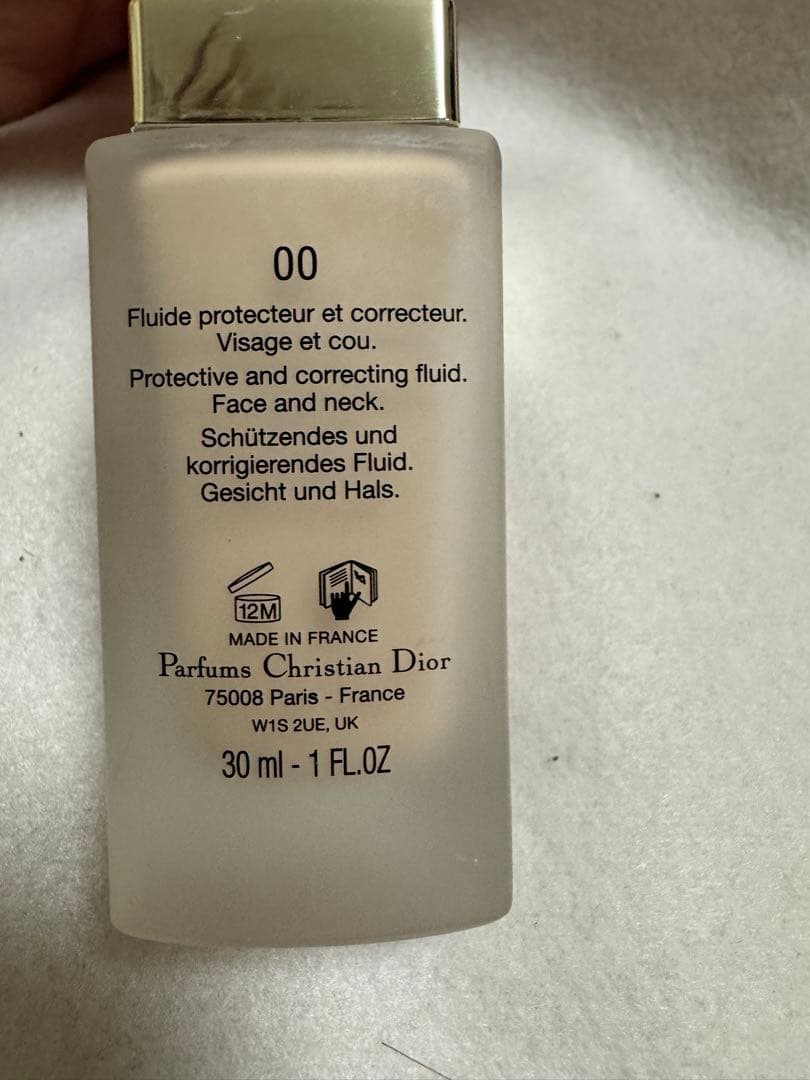 00
Fluide protecteur et correcteur.
Visage et cou.
Protective and correcting fluid.
Face and neck.
Schützendes und
korrigierendes Fluid.
Gesicht und Hals.
12M
MADE IN FRANCE
Parfums Christian Dior
75008 Paris - France
W1S 2UE, UK
30 ml - 1 FL.OZ